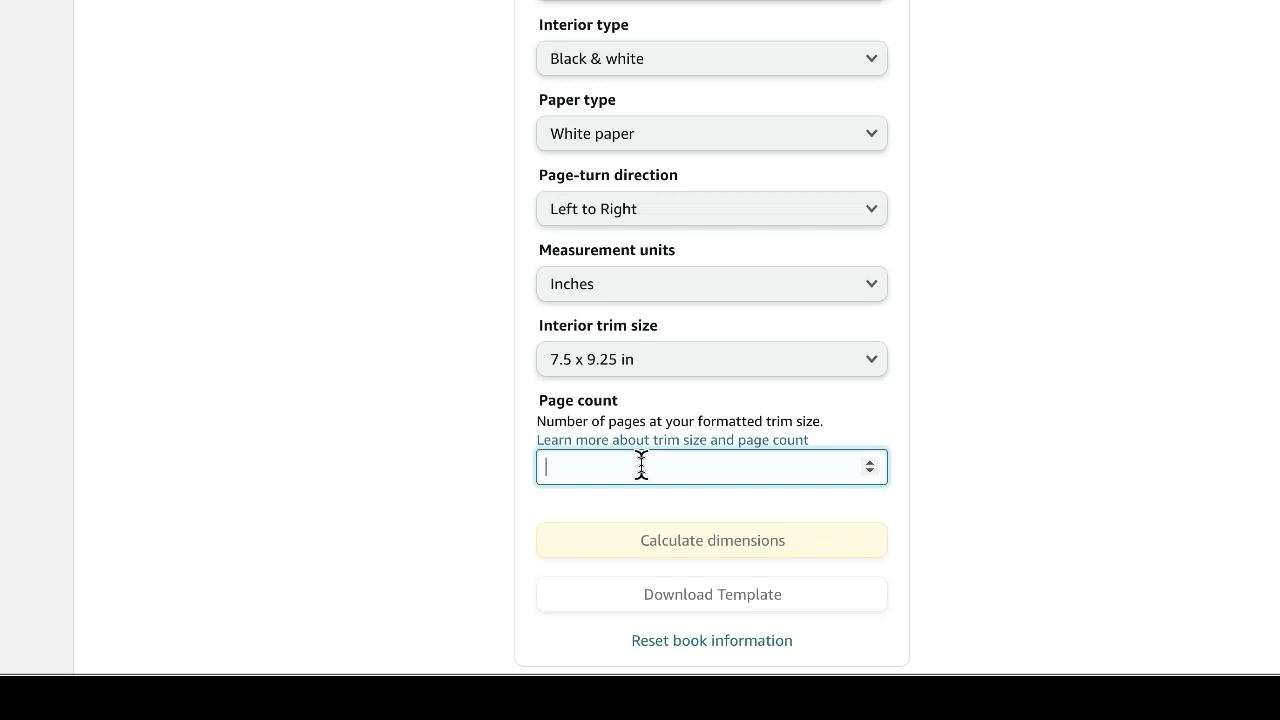 Interior type
Black & white
Paper type
White paper
Page-turn direction
Left to Right
Measurement units
Inches
Interior trim size
7.5 x 9.25 in
Page count
Number of pages at your formatted trim size.
Learn more about trim size and page count
Calculate dimensions
Download Template
Reset book information